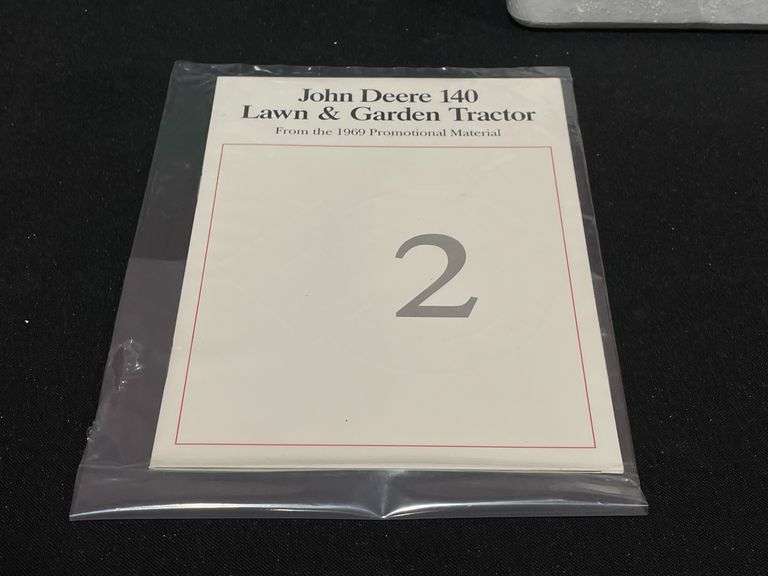 John Deere 140
Lawn & Garden Tractor
From the 1969 Promotional Material
2